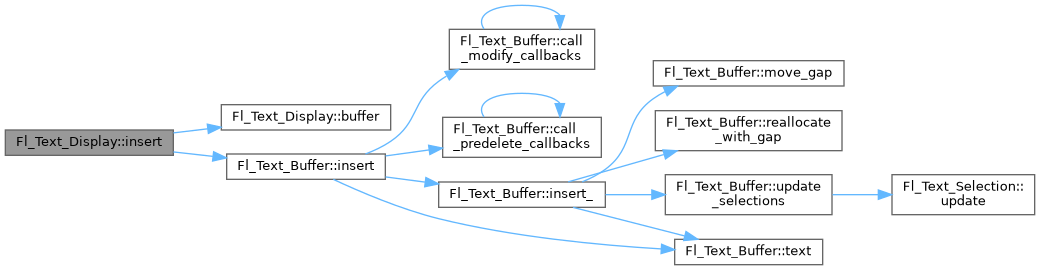 Fl_Text_Display::insert
Fl_Text_Display::buffer
Fl_Text_Buffer::insert
Fl_Text_Buffer::call
_modify_callbacks
Fl_Text_Buffer::call
_predelete_callbacks
Fl_Text_Buffer::insert_
Fl_Text_Buffer::move_gap
Fl_Text_Buffer::reallocate
_with_gap
Fl_Text_Buffer::update
_selections
Fl_Text_Buffer::text
Fl_Text_Selection::
update